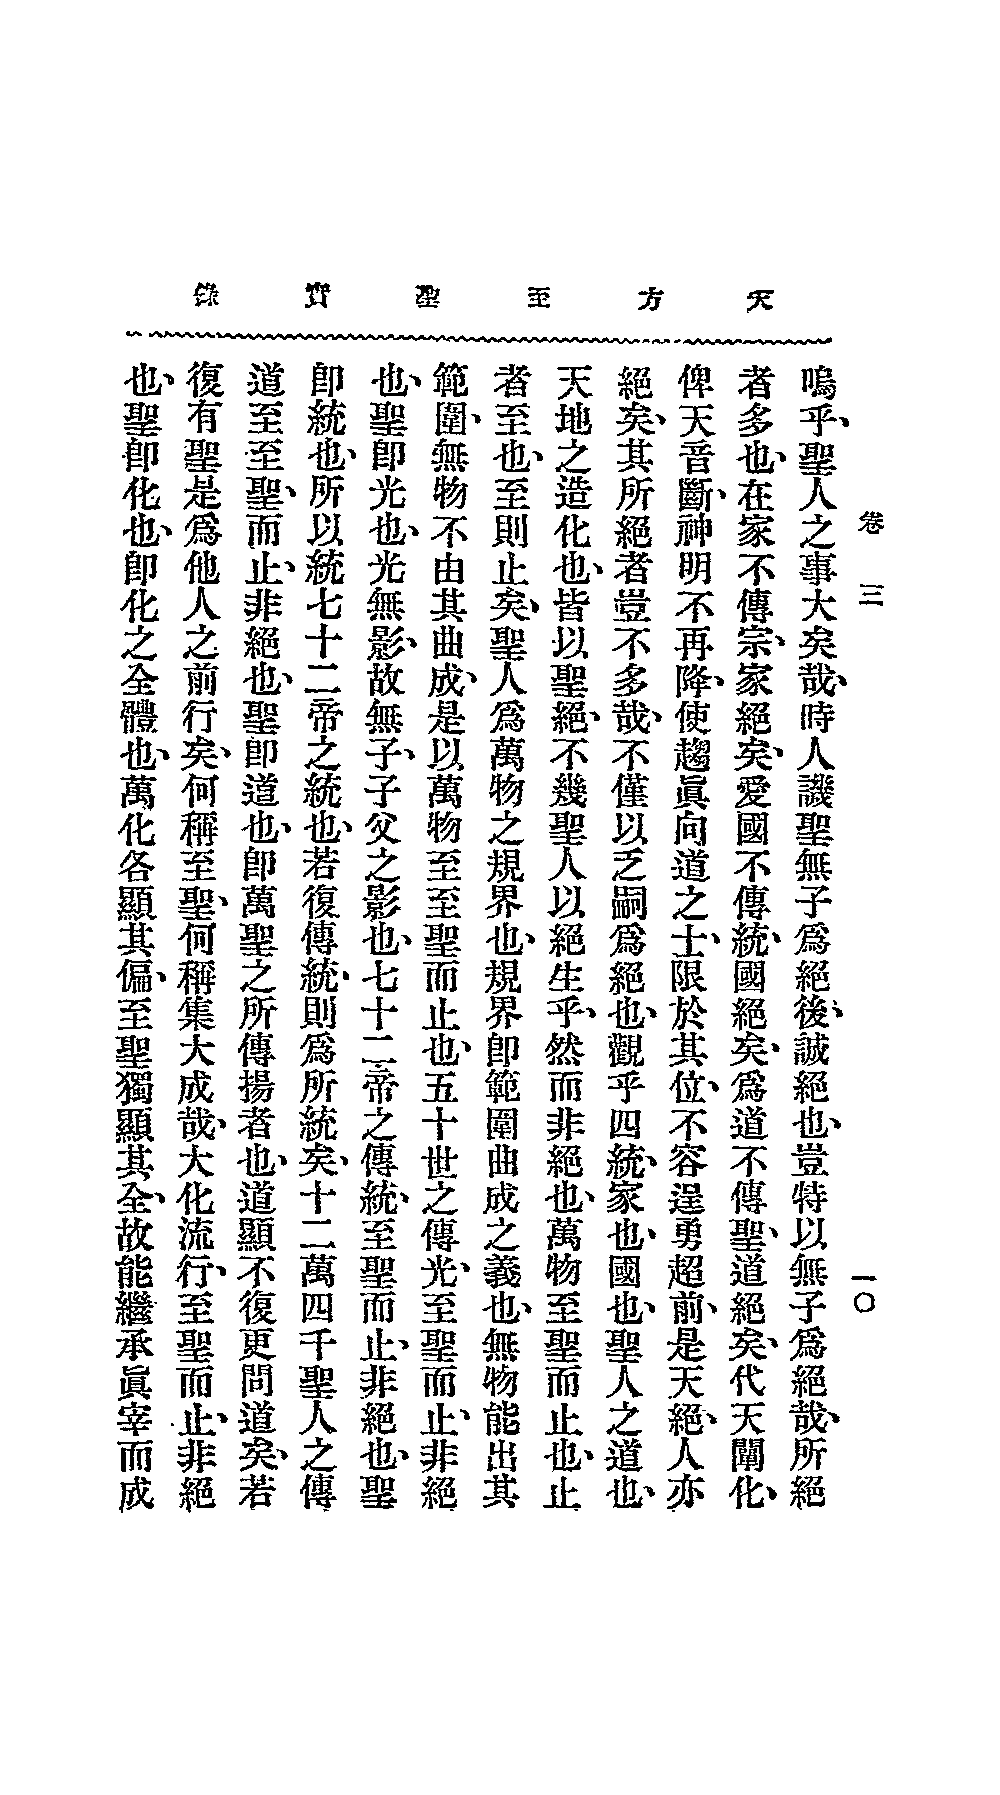 天方至聖實錄
卷三
一〇
嗚乎、聖人之事大矣哉、時人譏聖無子爲絕後、誠絕也、豈特以無子爲絕哉、所絕
者多也、在家不傳宗、家絕矣、愛國不傳統、國絕矣、爲道不傳聖、道絕矣、代天闡化、
俾天音斷、神明不再降、使趨眞向道之士、限於其位、不容逞勇超前、是天絕、人亦
絕矣、其所絕者豈不多哉、不僅以乏嗣爲絕也、觀乎四統、家也、國也、聖人之道也、
天地之造化也、皆以聖絕、不幾聖人以絕生乎、然而非絕也、萬物至聖而止也、止
者至也、至則止矣、聖人爲萬物之規界也、規界卽範圍曲成之義也、無物能出其
範圍、無物不由其曲成、是以萬物至至聖而止也、五十世之傳光、至聖而止、非絕
也、聖卽光也、光無影、故無子、子父之影也、七十二帝之傳統、至聖而止、非絕也、聖
卽統也、所以統七十二帝之統也、若復傳統、則爲所統矣、十二萬四千聖人之傳
道至至聖、而止、非絕也、聖卽道也、卽萬聖之所傳揚者也、道顯不復更問道矣、若
復有聖是爲他人之前行矣、何稱至聖、何稱集大成哉、大化流行、至聖而止、非絕
也、聖卽化也、卽化之全體也、萬化各顯其偏、至聖獨顯其全、故能繼承眞宰而成